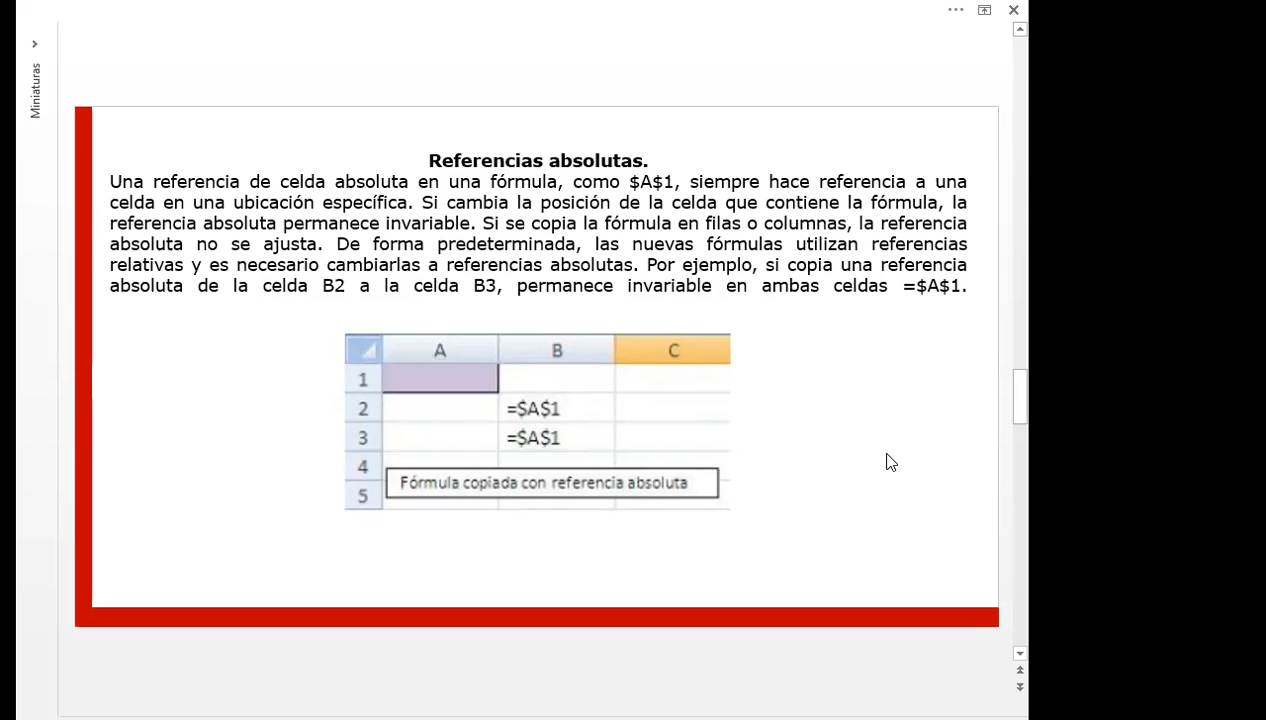 Miniaturas
Referencias absolutas.
Una referencia de celda absoluta en una fórmula, como $A$1, siempre hace referencia a una
celda en una ubicación específica. Si cambia la posición de la celda que contiene la fórmula, la
referencia absoluta permanece invariable. Si se copia la fórmula en filas o columnas, la referencia
absoluta no se ajusta. De forma predeterminada, las nuevas fórmulas utilizan referencias
relativas y es necesario cambiarlas a referencias absolutas. Por ejemplo, si copia una referencia
absoluta de la celda B2 a la celda B3, permanece invariable en ambas celdas =$A$1.
A B C
1
2 =$A$1
3 =$A$1
4
Fórmula copiada con referencia absoluta
5